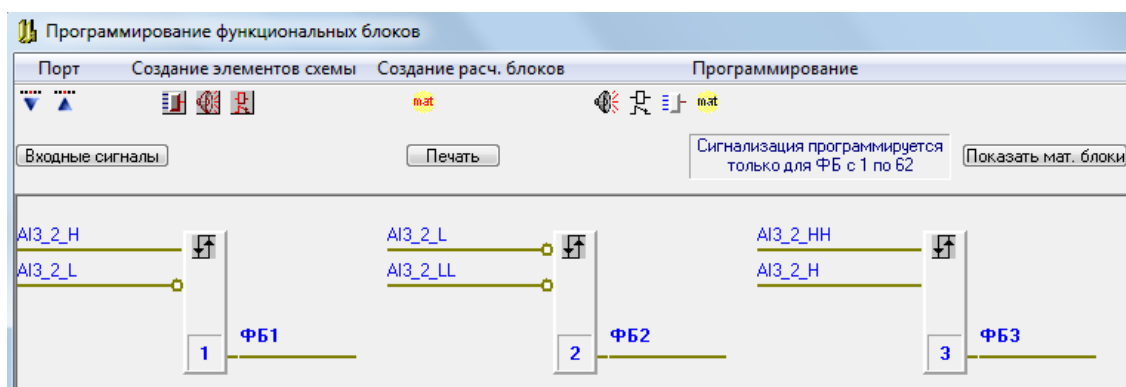 Программирование функциональных блоков
Порт Создание элементов схемы Создание расч. блоков Программирование
mat mat
Входные сигналы Печать Сигнализация программируется Показать мат. блоки
только для ФБ с 1 по 62
AI3_2_H AI3_2_L AI3_2_HH
AI3_2_L AI3_2_LL AI3_2_H
ФБ1 ФБ2 ФБ3
1 2 3